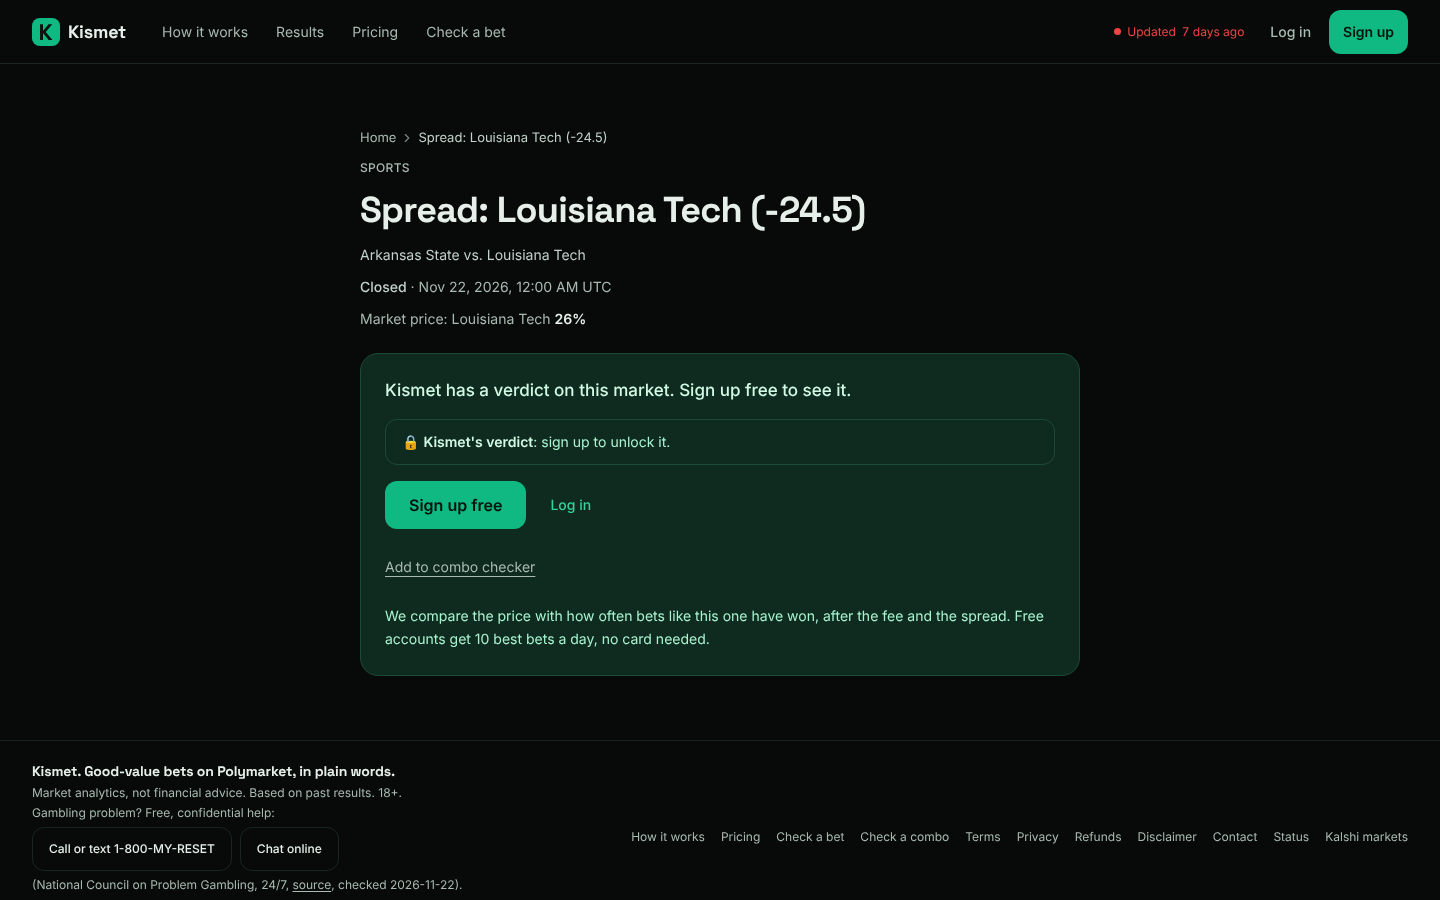 Kismet
How it works
Results
Pricing
Check a bet
Updated 7 days ago
Log in
Sign up
Home > Spread: Louisiana Tech (-24.5)
SPORTS
Spread: Louisiana Tech (-24.5)
Arkansas State vs. Louisiana Tech
Closed · Nov 22, 2026, 12:00 AM UTC
Market price: Louisiana Tech 26%
Kismet has a verdict on this market. Sign up free to see it.
🔒 Kismet's verdict: sign up to unlock it.
Sign up free
Log in
Add to combo checker
We compare the price with how often bets like this one have won, after the fee and the spread. Free
accounts get 10 best bets a day, no card needed.
Kismet. Good-value bets on Polymarket, in plain words.
Market analytics, not financial advice. Based on past results. 18+.
Gambling problem? Free, confidential help:
Call or text 1-800-MY-RESET
Chat online
(National Council on Problem Gambling, 24/7, source, checked 2026-11-22).
How it works
Pricing
Check a bet
Check a combo
Terms
Privacy
Refunds
Disclaimer
Contact
Status
Kalshi markets